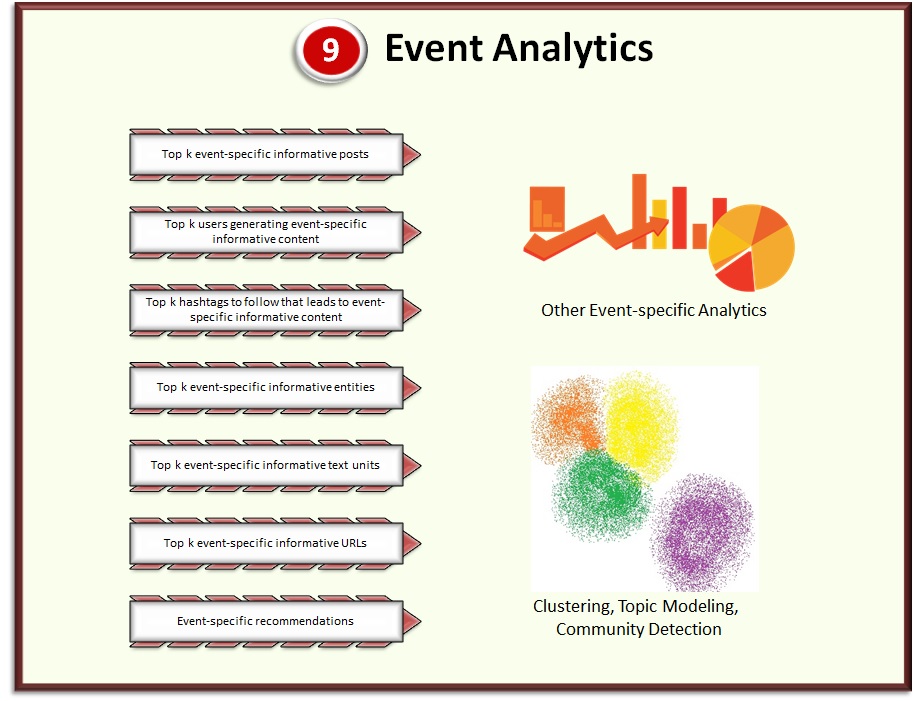 9 Event Analytics
Top k event-specific informative posts
Top k users generating event-specific
informative content
Top k hashtags to follow that leads to event-
specific informative content
Top k event-specific informative entities
Top k event-specific informative text units
Top k event-specific informative URLs
Event-specific recommendations
Other Event-specific Analytics
Clustering, Topic Modeling,
Community Detection